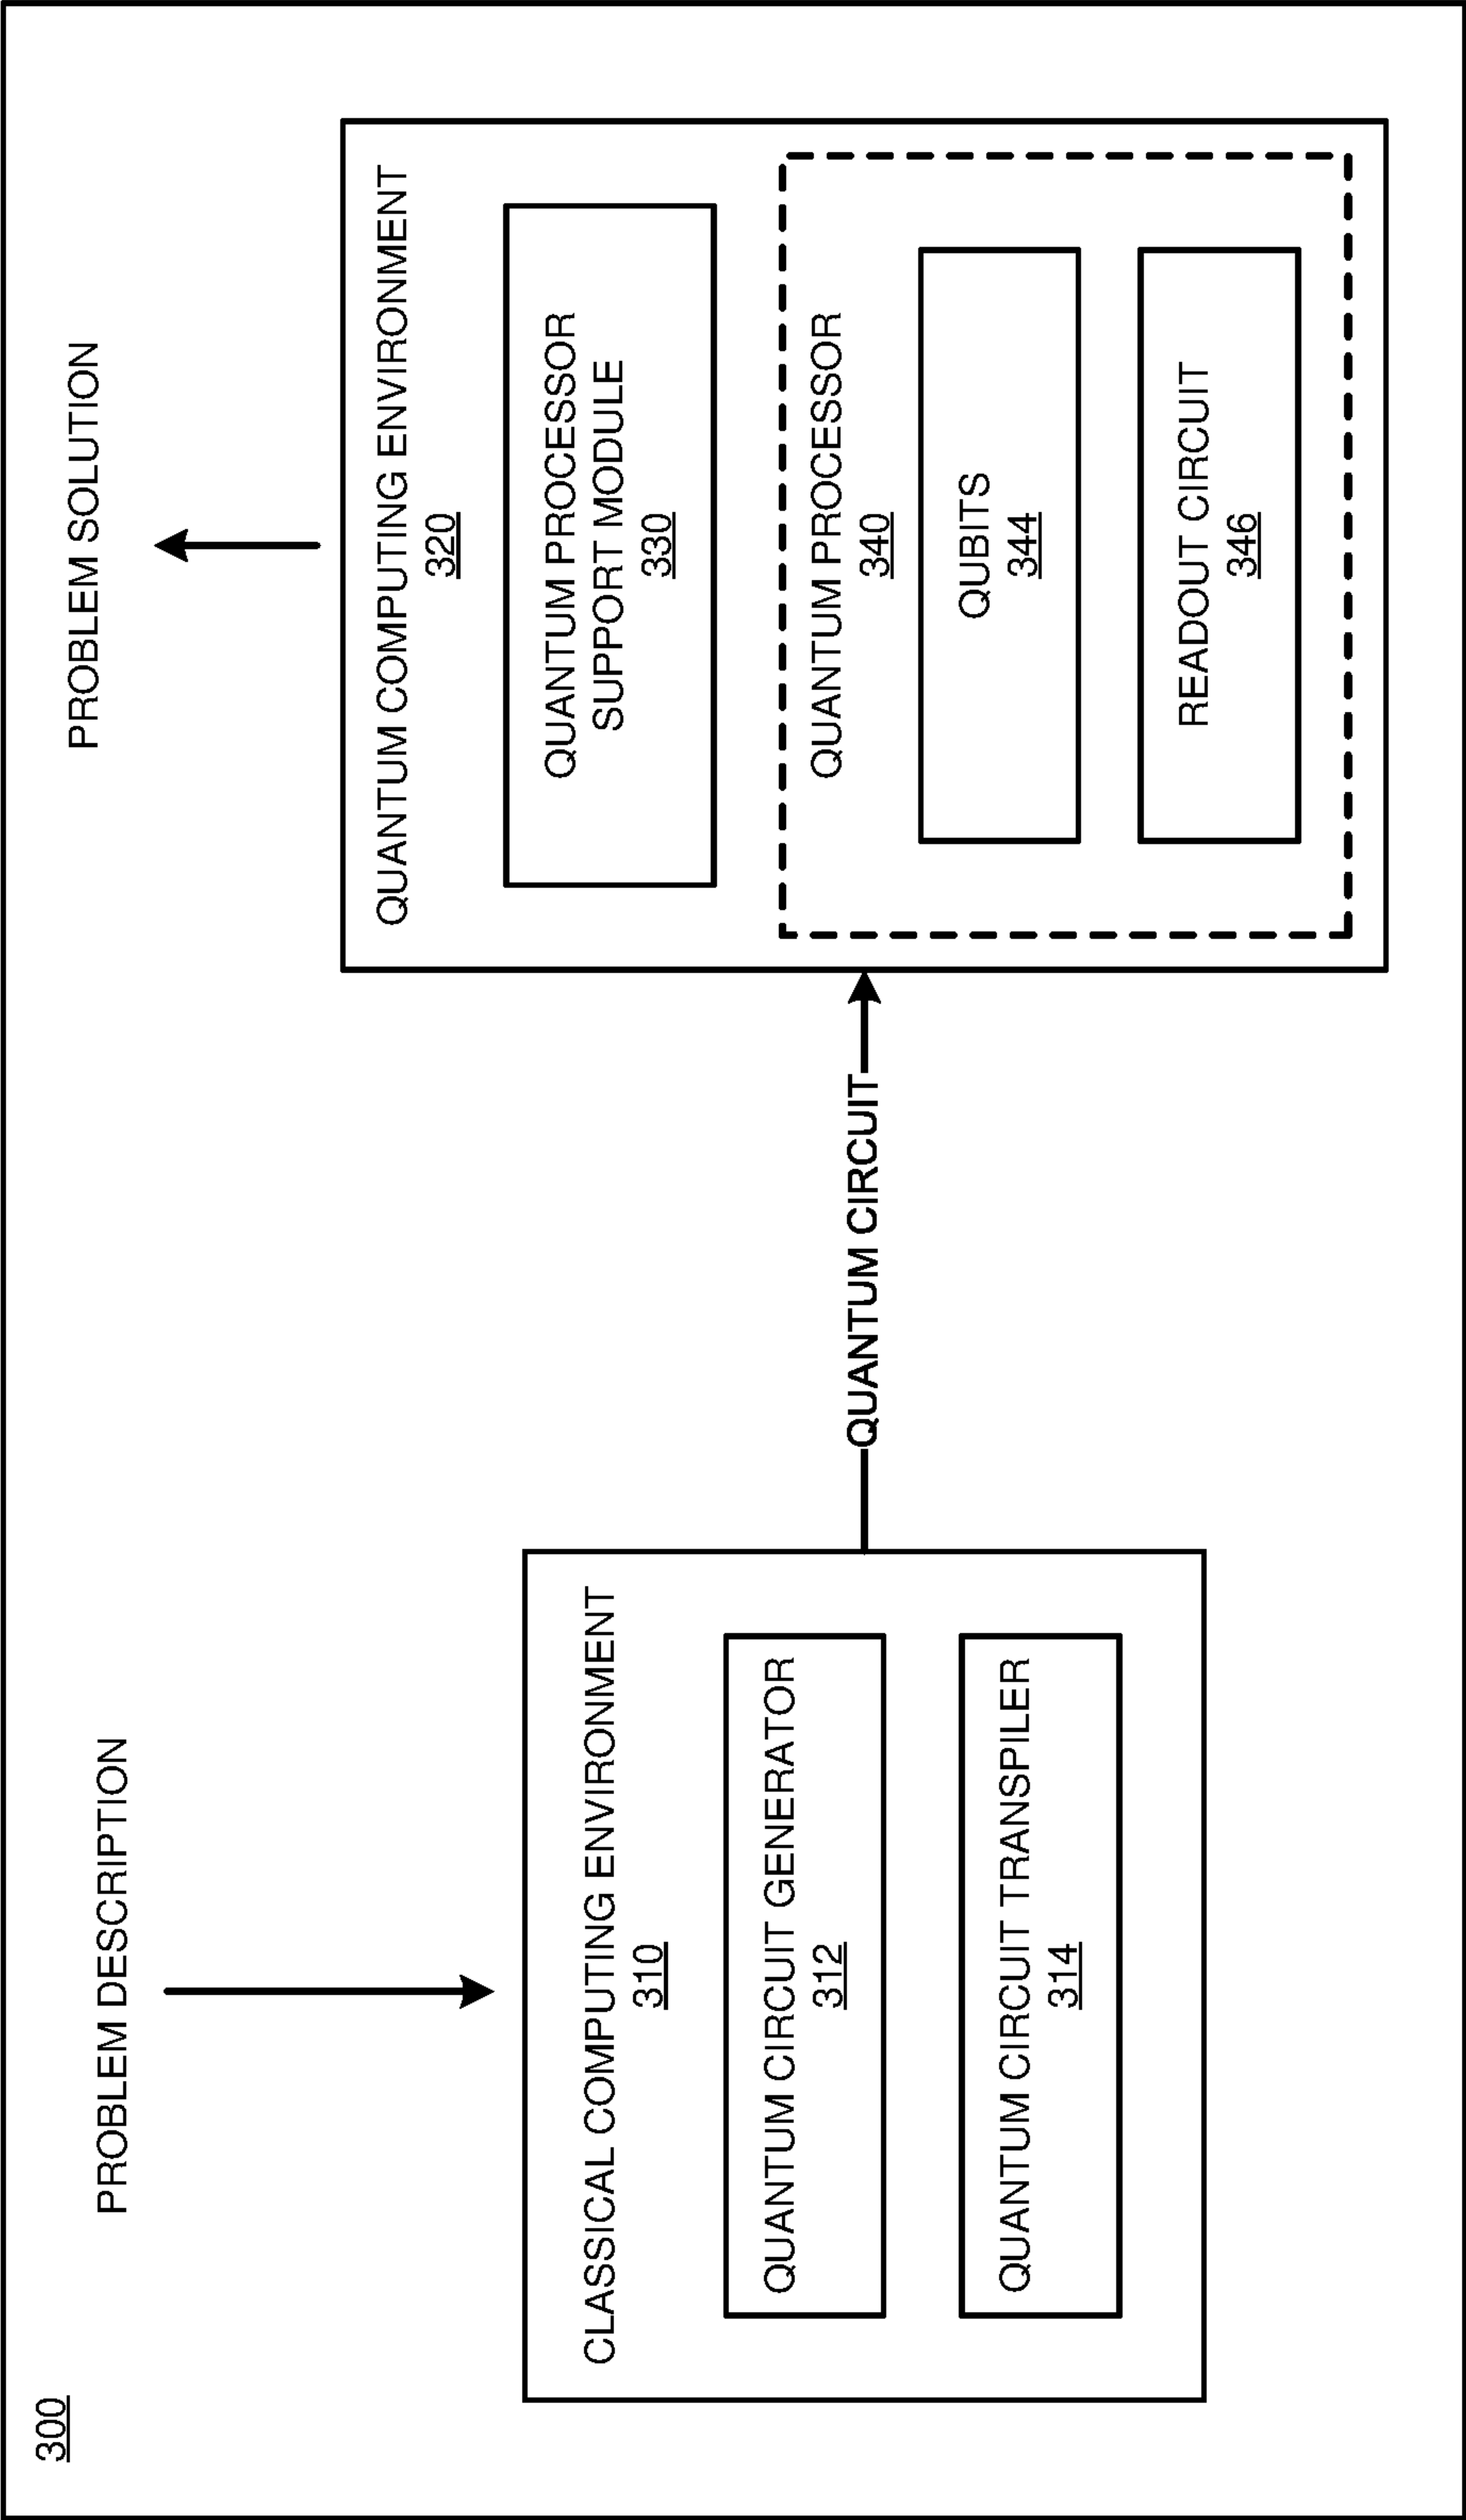 300
PROBLEM DESCRIPTION
CLASSICAL COMPUTING ENVIRONMENT
310
QUANTUM CIRCUIT GENERATOR
312
QUANTUM CIRCUIT TRANSPILER
314
QUANTUM CIRCUIT
PROBLEM SOLUTION
QUANTUM COMPUTING ENVIRONMENT
320
QUANTUM PROCESSOR
SUPPORT MODULE
330
QUANTUM PROCESSOR
340
QUBITS
344
READOUT CIRCUIT
346